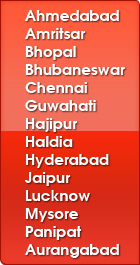 Ahmedabad
Amritsar
Bhopal
Bhubaneswar
Chennai
Guwahati
Hajipur
Haldia
Hyderabad
Jaipur
Lucknow
Mysore
Panipat
Aurangabad